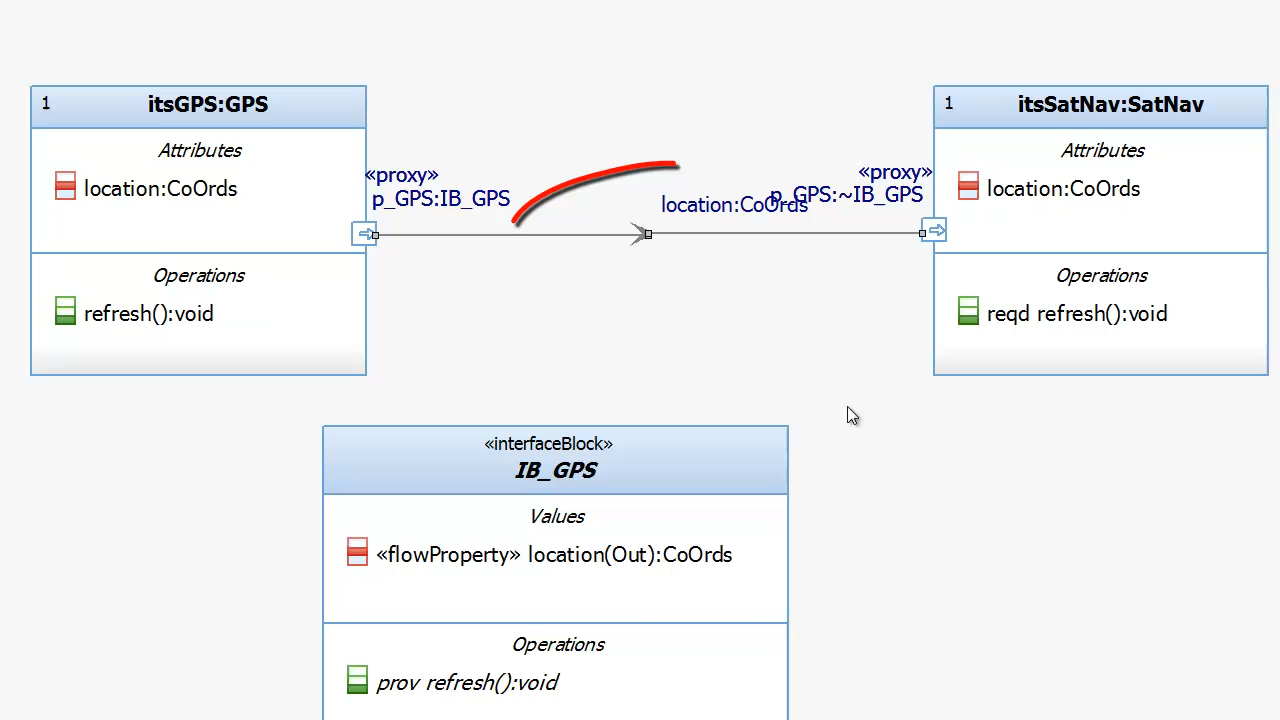 1 itsGPS:GPS
Attributes
location:CoOrds
Operations
refresh():void
«proxy»
p_GPS:IB_GPS
location:CoOrds
«proxy»
p_GPS:~IB_GPS
1 itsSatNav:SatNav
Attributes
location:CoOrds
Operations
reqd refresh():void
«interfaceBlock»
IB_GPS
Values
«flowProperty» location(Out):CoOrds
Operations
prov refresh():void